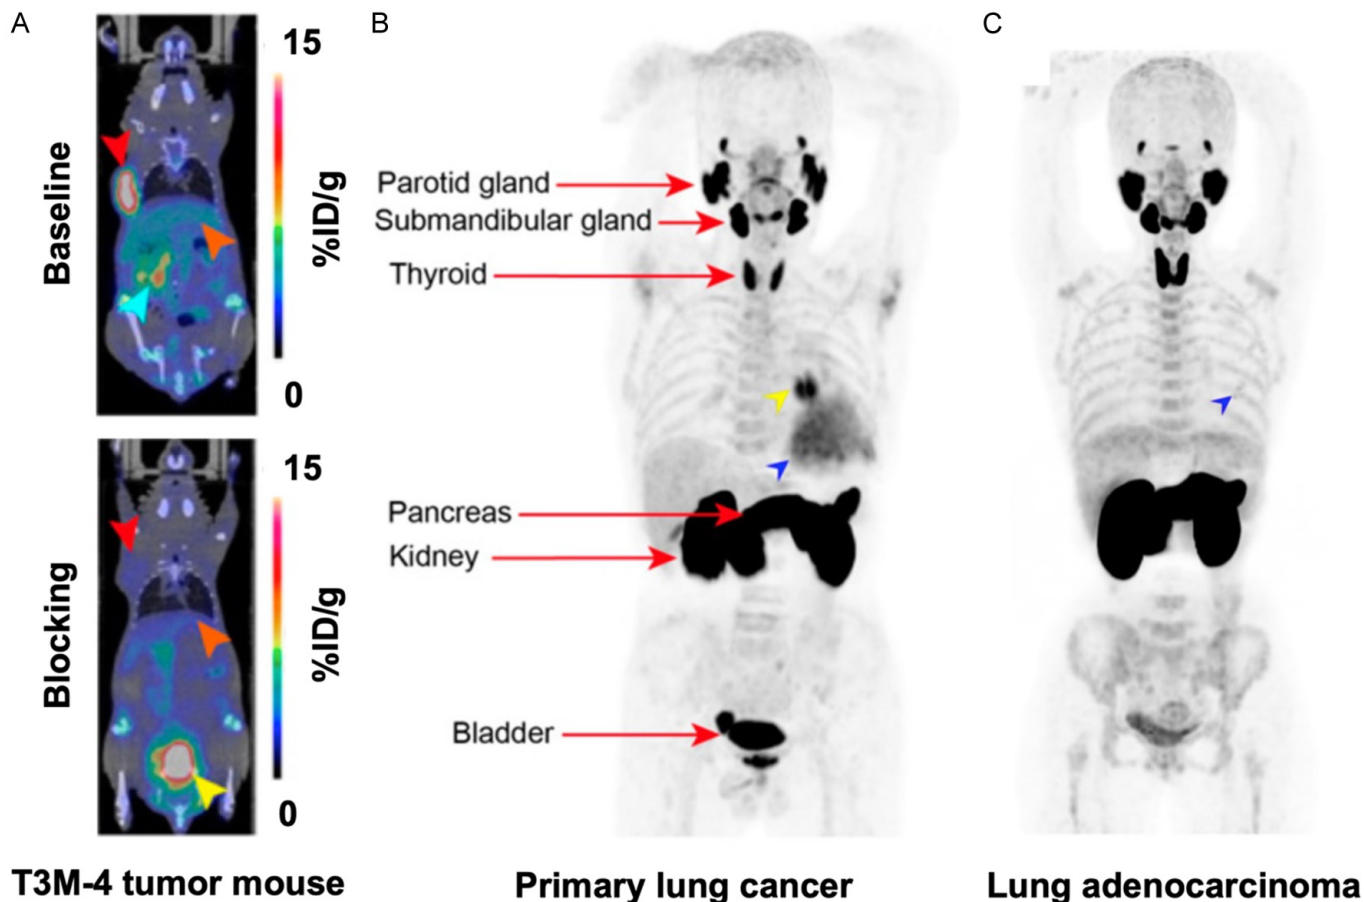 A
B
C
15
Baseline
%ID/g
0
15
Blocking
%ID/g
0
T3M-4 tumor mouse
Parotid gland
Submandibular gland
Thyroid
Pancreas
Kidney
Bladder
Primary lung cancer
Lung adenocarcinoma